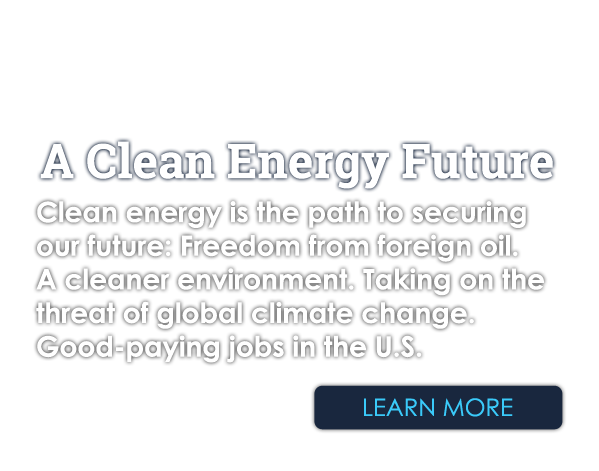 A Clean Energy Future
Clean energy is the path to securing
our future: Freedom from foreign oil.
A cleaner environment. Taking on the
threat of global climate change.
Good-paying jobs in the U.S.
LEARN MORE